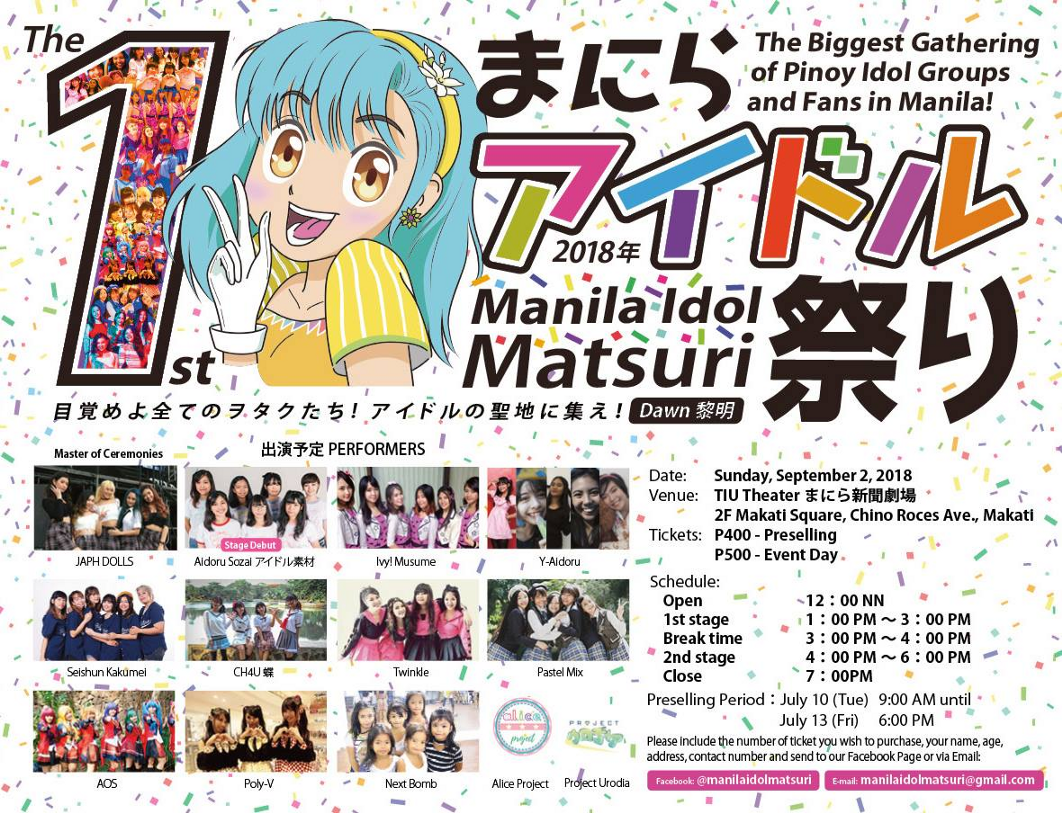 The
1
st
まにら
The Biggest Gathering
of Pinoy Idol Groups
and Fans in Manila!
アイドル
2018年
Manila Idol
Matsuri
祭り
目覚めよ全てのヲタクたち！アイドルの聖地に集え！ Dawn 黎明
Master of Ceremonies
出演予定 PERFORMERS
JAPH DOLLS
Stage Debut
Aidoru Sozai アイドル素材
Ivy! Musume
Y-Aidoru
Seishun Kakumei
CH4U 蝶
Twinkle
Pastel Mix
AOS
Poly-V
Next Bomb
alice
project
Alice Project
PROJECT
Project Urodia
Date: Sunday, September 2, 2018
Venue: TIU Theater まにら新聞劇場
2F Makati Square, Chino Roces Ave., Makati
Tickets: P400 - Preselling
P500 - Event Day
Schedule:
Open 12：00 NN
1st stage 1：00 PM ～ 3：00 PM
Break time 3：00 PM ～ 4：00 PM
2nd stage 4：00 PM ～ 6：00 PM
Close 7：00PM
Preselling Period：July 10 (Tue) 9:00 AM until
July 13 (Fri) 6:00 PM
Please include the number of ticket you wish to purchase, your name, age,
address, contact number and send to our Facebook Page or via Email:
Facebook: @manilaidolmatsuri
E-mail: manilaidolmatsuri@gmail.com